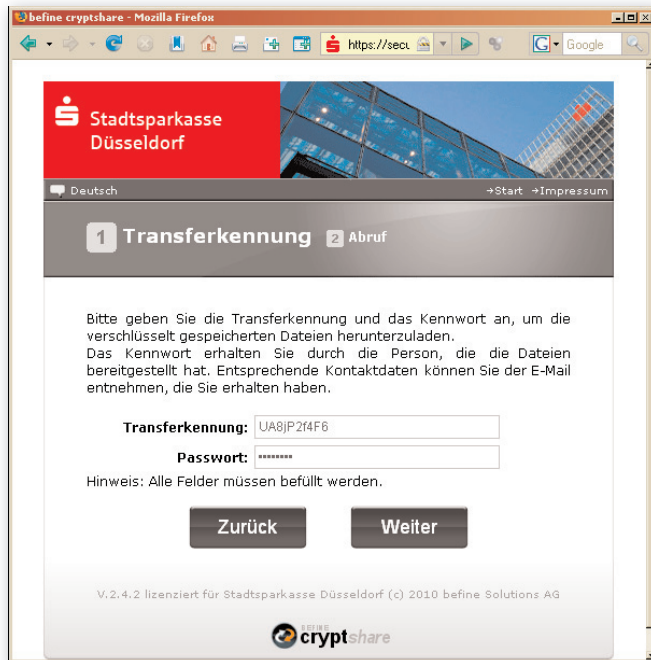 befine cryptshare - Mozilla Firefox
https://secu
G
Google
Stadtsparkasse
Düsseldorf
Deutsch
→Start →Impressum
1 Transferkennung 2 Abruf
Bitte geben Sie die Transferkennung und das Kennwort an, um die
verschlüsselt gespeicherten Dateien herunterzuladen.
Das Kennwort erhalten Sie durch die Person, die die Dateien
bereitgestellt hat. Entsprechende Kontaktdaten können Sie der E-Mail
entnehmen, die Sie erhalten haben.
Transferkennung: UA8jP2f4F6
Passwort: ********
Hinweis: Alle Felder müssen befüllt werden.
Zurück Weiter
V.2.4.2 lizenziert für Stadtsparkasse Düsseldorf (c) 2010 befine Solutions AG
BEFINE
cryptshare